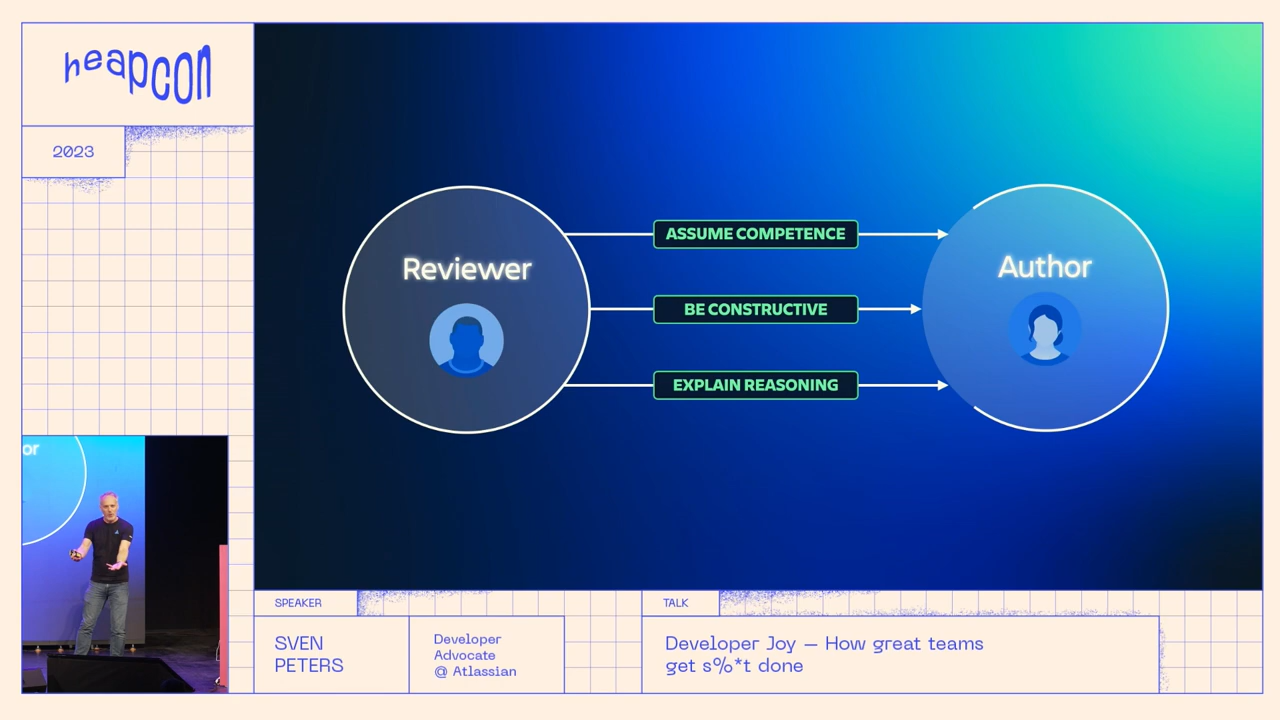 heapcon
2023
Reviewer
ASSUME COMPETENCE
BE CONSTRUCTIVE
EXPLAIN REASONING
Author
or
SPEAKER
SVEN
PETERS
Developer
Advocate
@ Atlassian
TALK
Developer Joy – How great teams
get s%*t done